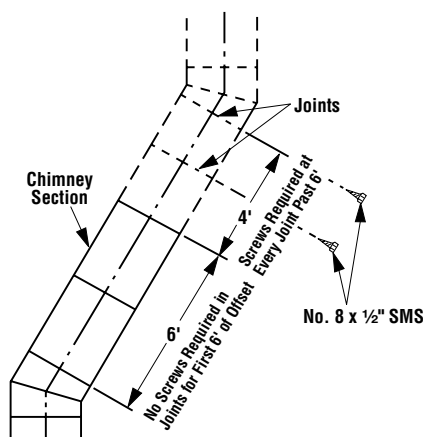 Joints
Chimney
Section
4'
Screws Required at
Every Joint Past 6'
6'
No Screws Required in
Joints for First 6' of Offset
No. 8 x ½" SMS